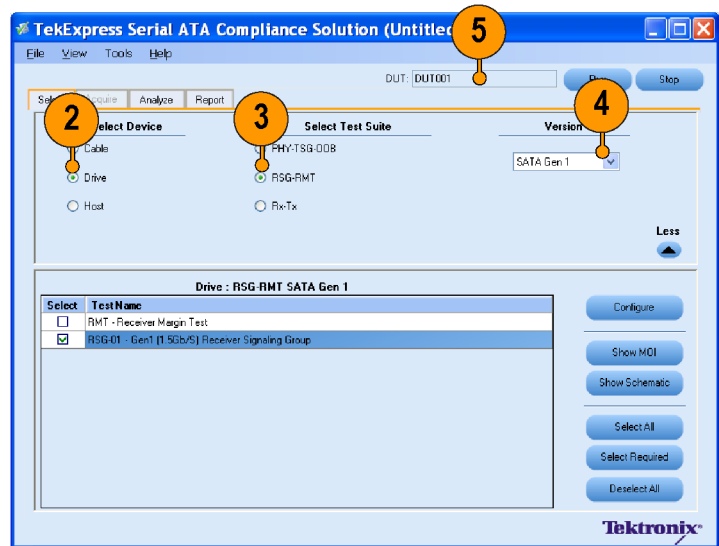 TekExpress Serial ATA Compliance Solution (Untitled
5
File View Tools Help
DUT: DUT001
Stop
Acquire Analyze Report
2
3
4
Select Device
Select Test Suite
Version
Cable
PHY-TSG-OOB
SATA Gen 1
Drive
RSG-RMT
Host
Rx-Tx
Less
Drive : RSG-RMT SATA Gen 1
Select Test Name
RMT - Receiver Margin Test
RSG-01 - Gen1 (1.5Gb/S) Receiver Signaling Group
Configure
Show MOI
Show Schematic
Select All
Select Required
Deselect All
Tektronix